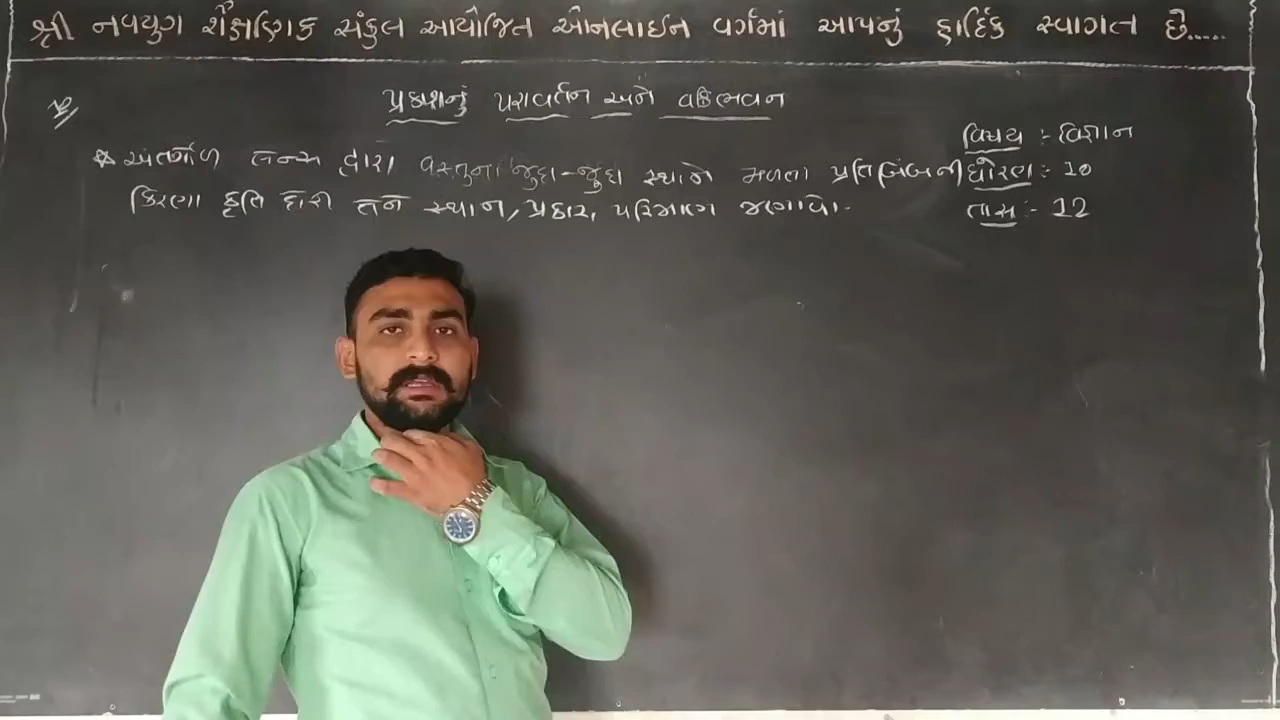 શ્રી નવયુગ શૈક્ષણિક સંકુલ આયોજિત ઓનલાઇન વર્ગમાં આપનું હાર્દિક સ્વાગત છે.....
પ્રકાશનું પરાવર્તન અને વક્રિભવન
વિષય :- વિજ્ઞાન
ધોરણ :- 10
તાસ :- 12
* અંતર્ગોળ લેન્સ દ્વારા વસ્તુના જુદા-જુદા સ્થાને મળતા પ્રતિબિંબની
કિરણા કૃતિ દોરી તેના સ્થાન, પ્રકાર, પરિમાણ જણાવો.